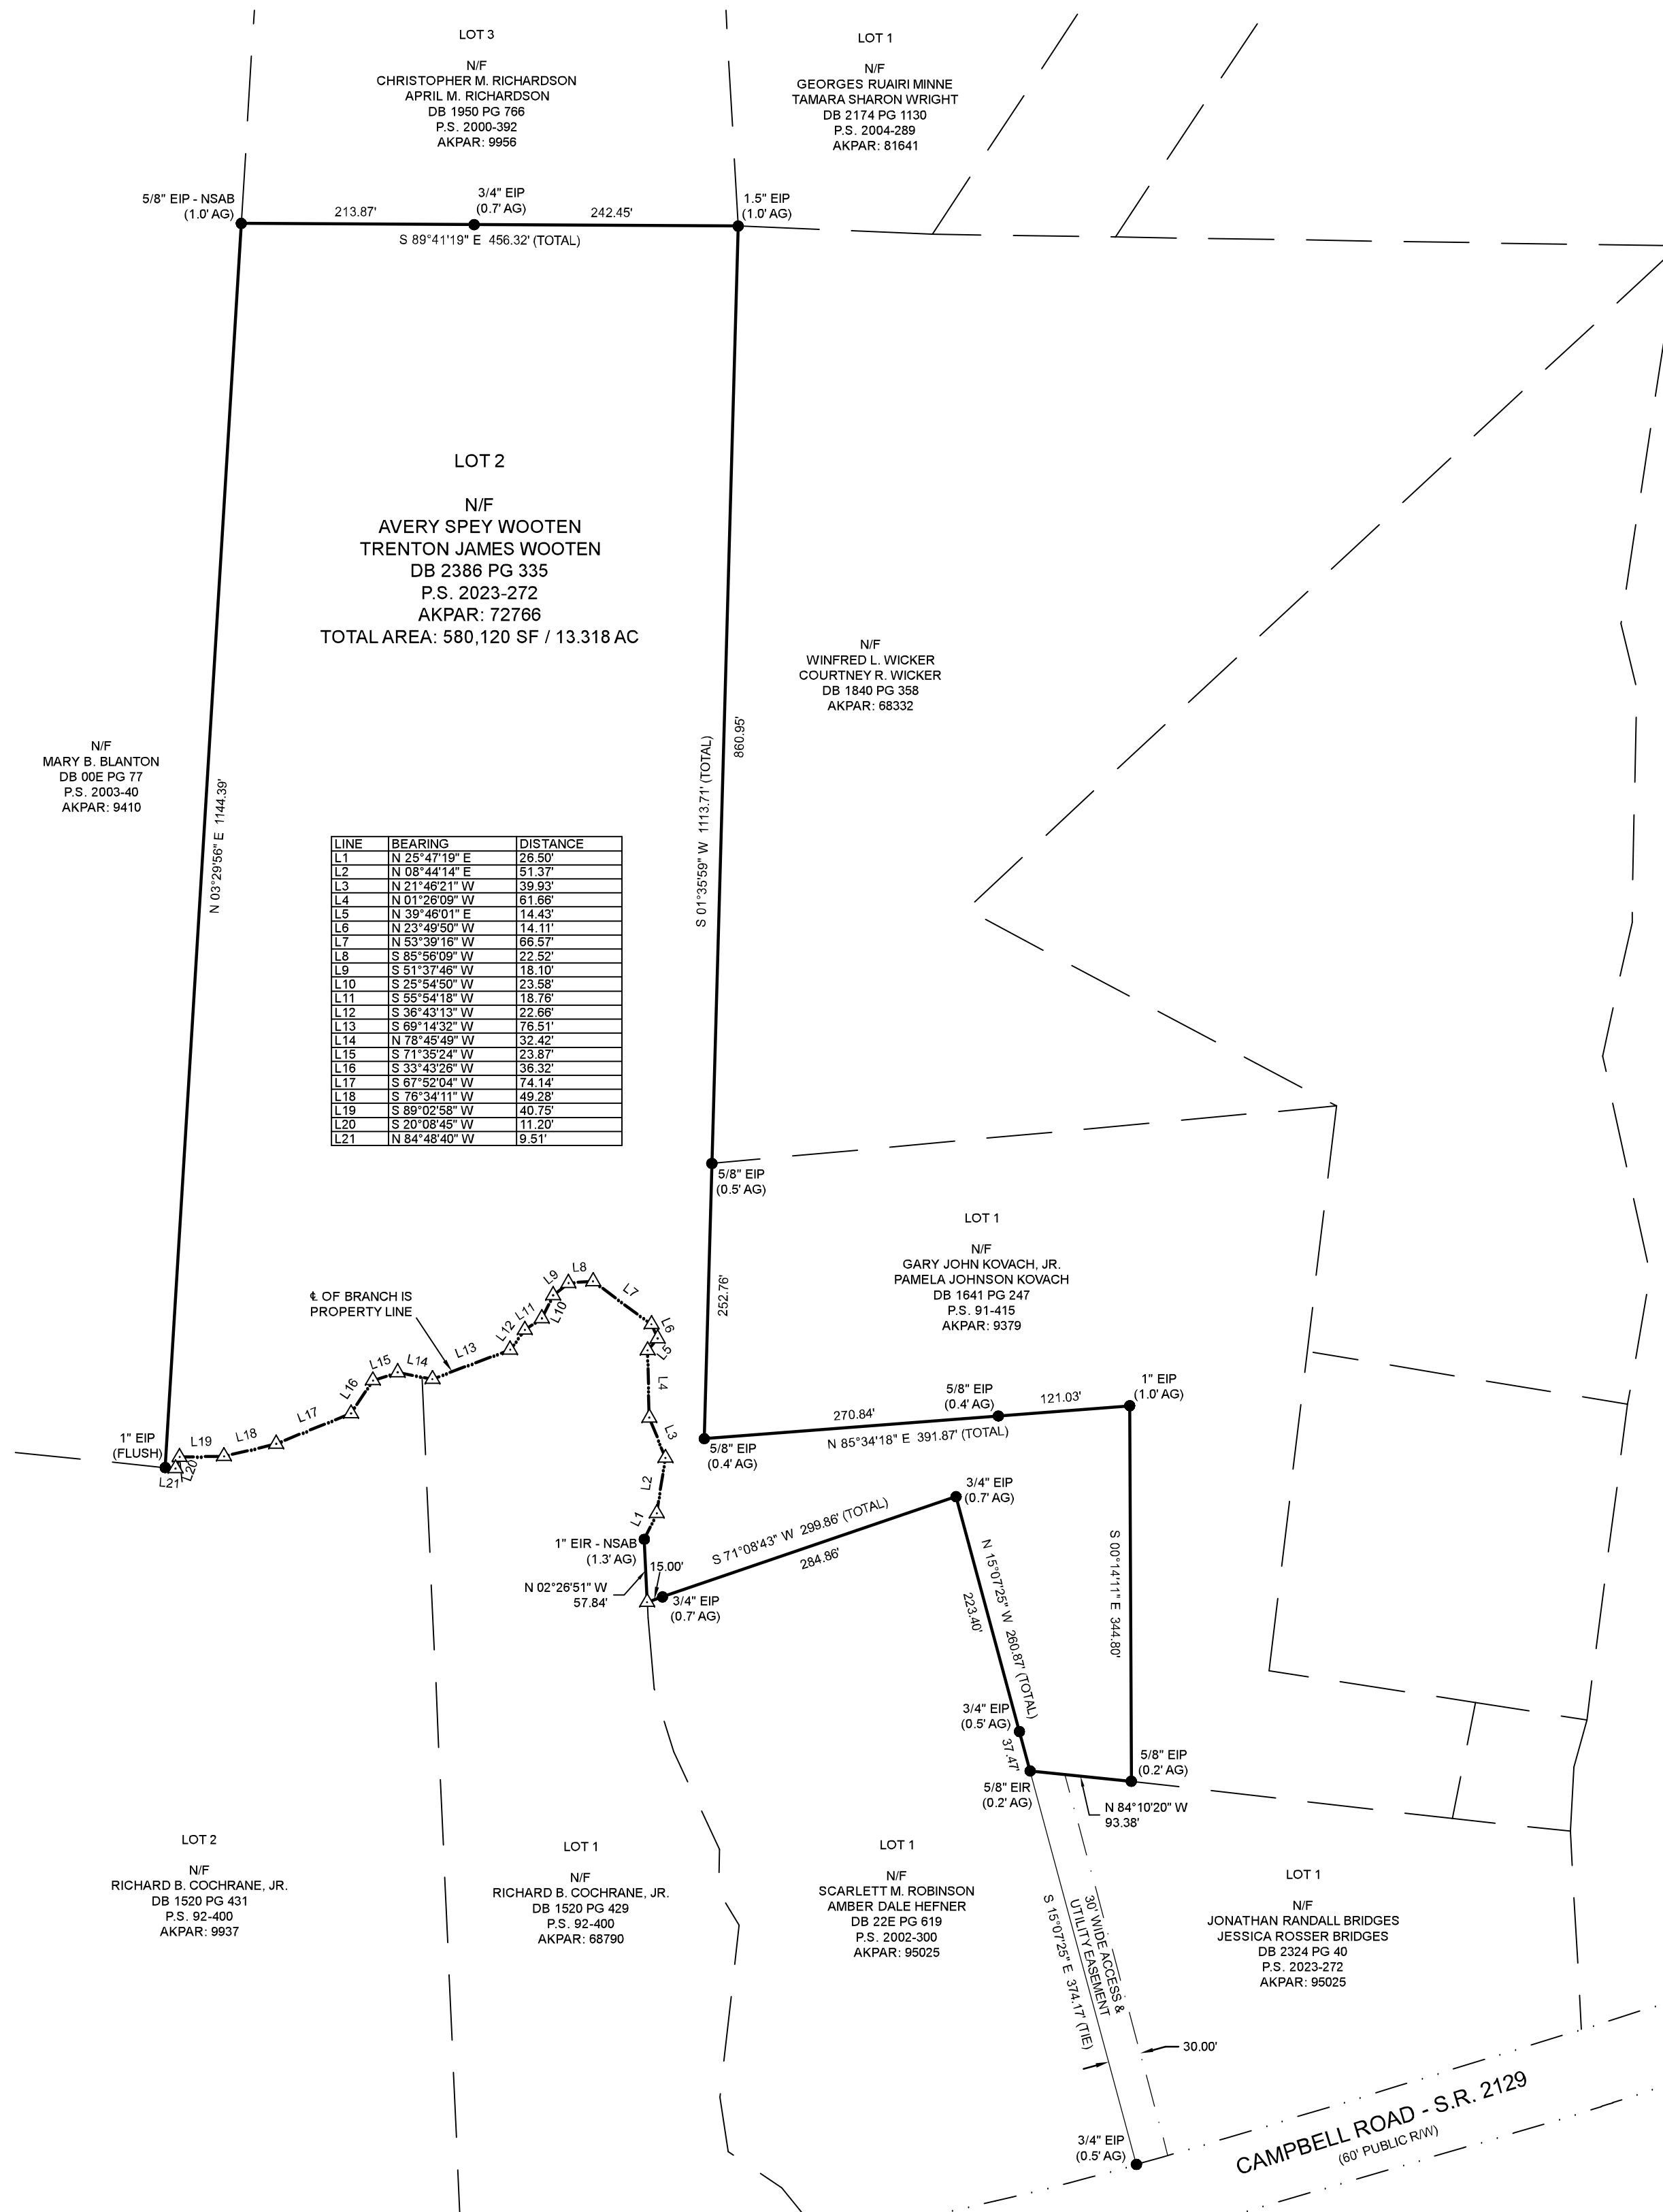 LOT 3
N/F
CHRISTOPHER M. RICHARDSON
APRIL M. RICHARDSON
DB 1950 PG 766
P.S. 2000-392
AKPAR: 9956
LOT 1
N/F
GEORGES RUAIRI MINNE
TAMARA SHARON WRIGHT
DB 2174 PG 1130
P.S. 2004-289
AKPAR: 81641
5/8" EIP - NSAB
(1.0' AG)
213.87'
3/4" EIP
(0.7' AG)
242.45'
1.5" EIP
(1.0' AG)
S 89°41'19" E 456.32' (TOTAL)
LOT 2
N/F
AVERY SPEY WOOTEN
TRENTON JAMES WOOTEN
DB 2386 PG 335
P.S. 2023-272
AKPAR: 72766
TOTAL AREA: 580,120 SF / 13.318 AC
N/F
WINFRED L. WICKER
COURTNEY R. WICKER
DB 1840 PG 358
AKPAR: 68332
N/F
MARY B. BLANTON
DB 00E PG 77
P.S. 2003-40
AKPAR: 9410
N 03°29'56" E 1144.39'
S 01°35'59" W 1113.71' (TOTAL)
860.95'
LINE BEARING DISTANCE
L1 N 25°47'19" E 26.50'
L2 N 08°44'14" E 51.37'
L3 N 21°46'21" W 39.93'
L4 N 01°26'09" W 61.66'
L5 N 39°46'01" E 14.43'
L6 N 23°49'50" W 14.11'
L7 N 53°39'16" W 66.57'
L8 S 85°56'09" W 22.52'
L9 S 51°37'46" W 18.10'
L10 S 25°54'50" W 23.58'
L11 S 55°54'18" W 18.76'
L12 S 36°43'13" W 22.66'
L13 S 69°14'32" W 76.51'
L14 N 78°45'49" W 32.42'
L15 S 71°35'24" W 23.87'
L16 S 33°43'26" W 36.32'
L17 S 67°52'04" W 74.14'
L18 S 76°34'11" W 49.28'
L19 S 89°02'58" W 40.75'
L20 S 20°08'45" W 11.20'
L21 N 84°48'40" W 9.51'
5/8" EIP
(0.5' AG)
252.76'
LOT 1
N/F
GARY JOHN KOVACH, JR.
PAMELA JOHNSON KOVACH
DB 1641 PG 247
P.S. 91-415
AKPAR: 9379
℄ OF BRANCH IS
PROPERTY LINE
L9
L8
L7
L10
L11
L12
L6
L5
L13
L14
L15
L16
L4
L17
L18
L19
L20
L21
L3
L2
L1
1" EIP
(FLUSH)
5/8" EIP
(0.4' AG)
270.84'
5/8" EIP
(0.4' AG)
121.03'
1" EIP
(1.0' AG)
N 85°34'18" E 391.87' (TOTAL)
3/4" EIP
(0.7' AG)
S 71°08'43" W 299.86' (TOTAL)
284.86'
1" EIR - NSAB
(1.3' AG)
15.00'
N 02°26'51" W
57.84'
3/4" EIP
(0.7' AG)
N 15°07'25" W 260.87' (TOTAL)
223.40'
S 00°14'11" E 344.80'
3/4" EIP
(0.5' AG)
37.47'
5/8" EIR
(0.2' AG)
5/8" EIP
(0.2' AG)
N 84°10'20" W
93.38'
LOT 2
N/F
RICHARD B. COCHRANE, JR.
DB 1520 PG 431
P.S. 92-400
AKPAR: 9937
LOT 1
N/F
RICHARD B. COCHRANE, JR.
DB 1520 PG 429
P.S. 92-400
AKPAR: 68790
LOT 1
N/F
SCARLETT M. ROBINSON
AMBER DALE HEFNER
DB 22E PG 619
P.S. 2002-300
AKPAR: 95025
LOT 1
N/F
JONATHAN RANDALL BRIDGES
JESSICA ROSSER BRIDGES
DB 2324 PG 40
P.S. 2023-272
AKPAR: 95025
S 15°07'25" E 374.17' (TIE)
30' WIDE ACCESS &
UTILITY EASEMENT
30.00'
3/4" EIP
(0.5' AG)
CAMPBELL ROAD - S.R. 2129
(60' PUBLIC R/W)